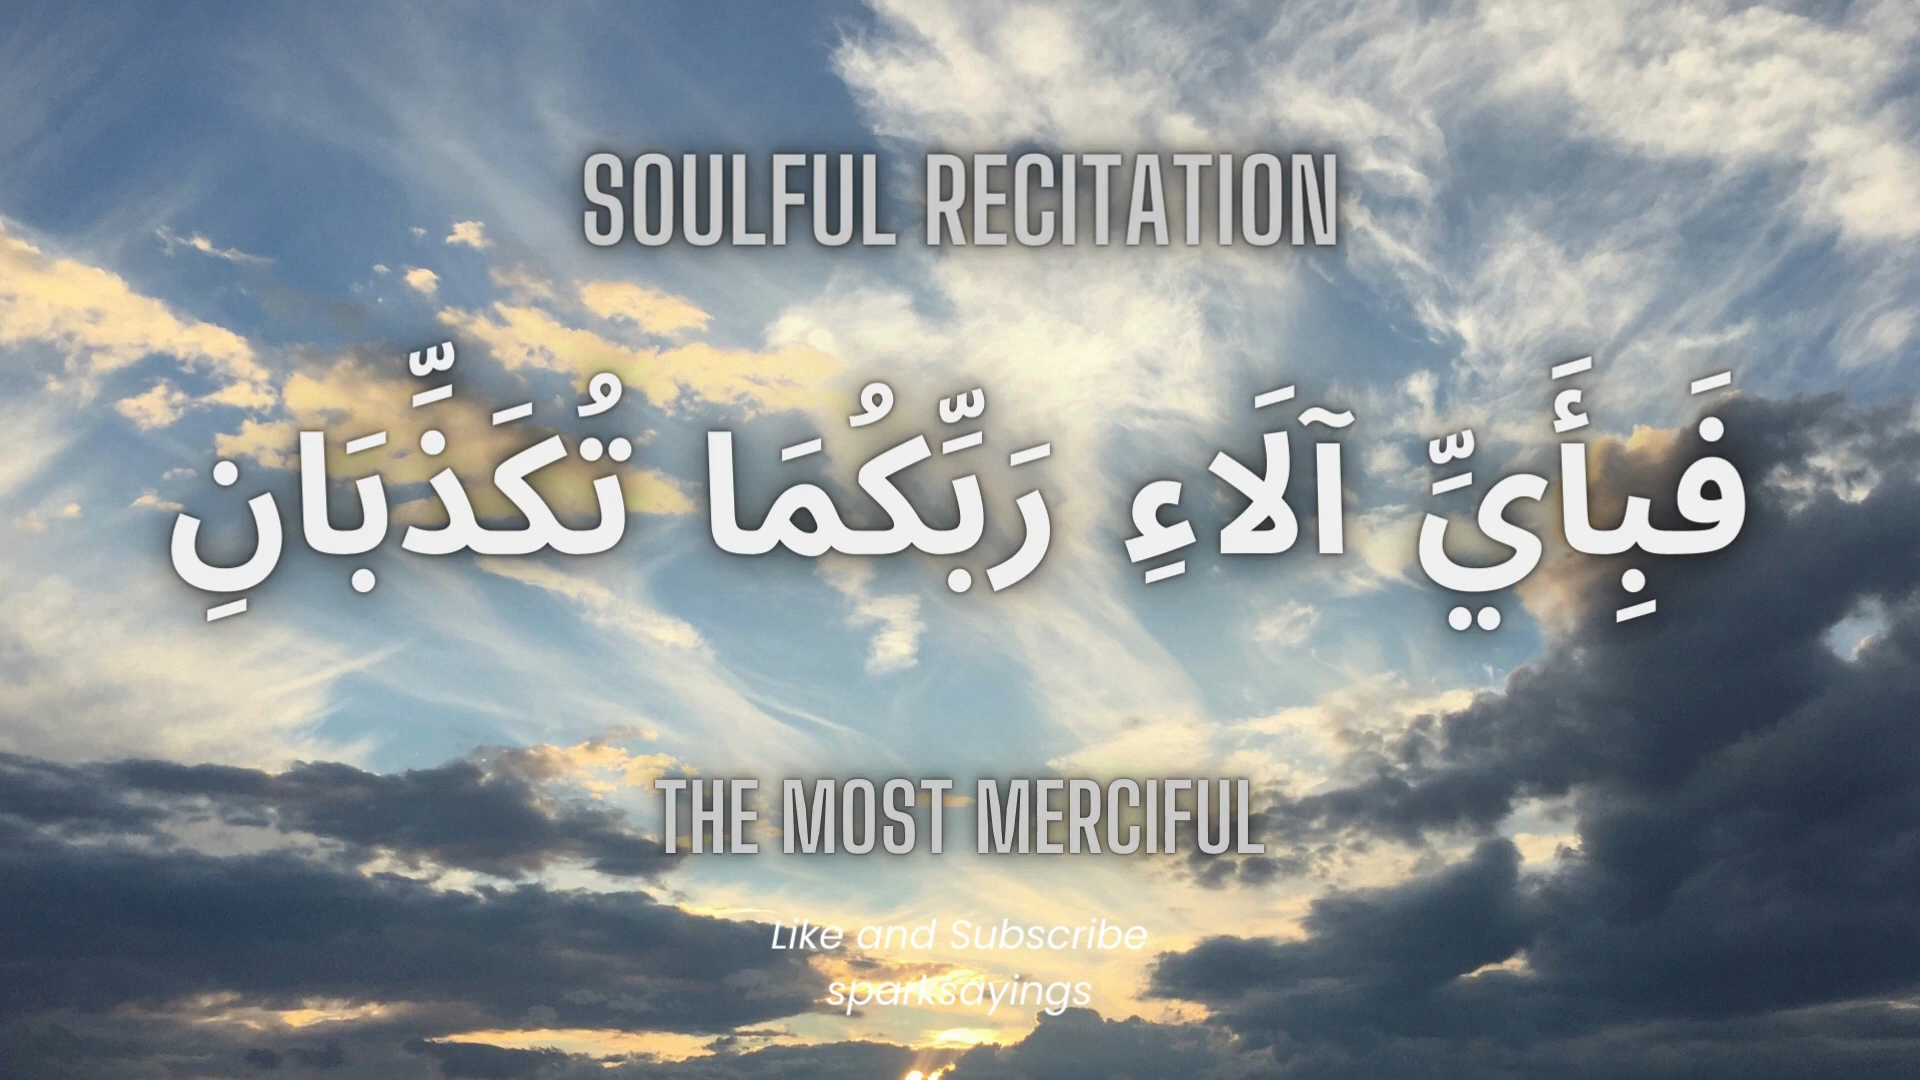 SOULFUL RECITATION
فَبِأَيِّ آلَاءِ رَبِّكُمَا تُكَذِّبَانِ
THE MOST MERCIFUL
Like and Subscribe
sparksayings